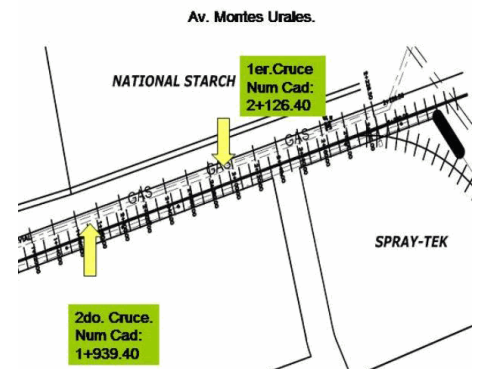 Av. Montes Urales.
1er.Cruce
Num Cad:
2+126.40
NATIONAL STARCH
GAS
GAS
GAS
SPRAY-TEK
2do. Cruce.
Num Cad:
1+939.40